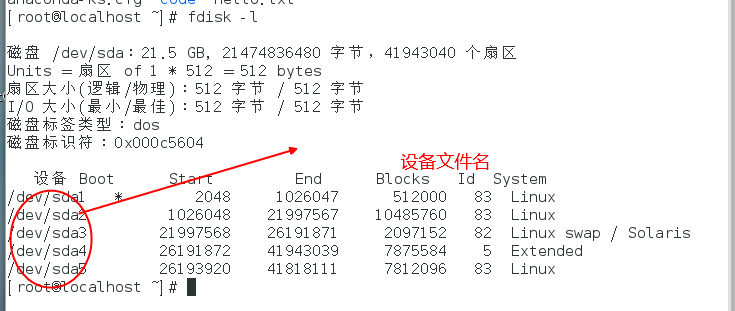 anaconda-ks.cfg code hello.txt
[root@localhost ~]# fdisk -l
磁盘 /dev/sda：21.5 GB, 21474836480 字节，41943040 个扇区
Units = 扇区 of 1 * 512 = 512 bytes
扇区大小(逻辑/物理)：512 字节 / 512 字节
I/O 大小(最小/最佳)：512 字节 / 512 字节
磁盘标签类型：dos
磁盘标识符：0x000c5604
设备文件名
设备 Boot Start End Blocks Id System
/dev/sda1 * 2048 1026047 512000 83 Linux
/dev/sda2 1026048 21997567 10485760 83 Linux
/dev/sda3 21997568 26191871 2097152 82 Linux swap / Solaris
/dev/sda4 26191872 41943039 7875584 5 Extended
/dev/sda5 26193920 41818111 7812096 83 Linux
[root@localhost ~]#